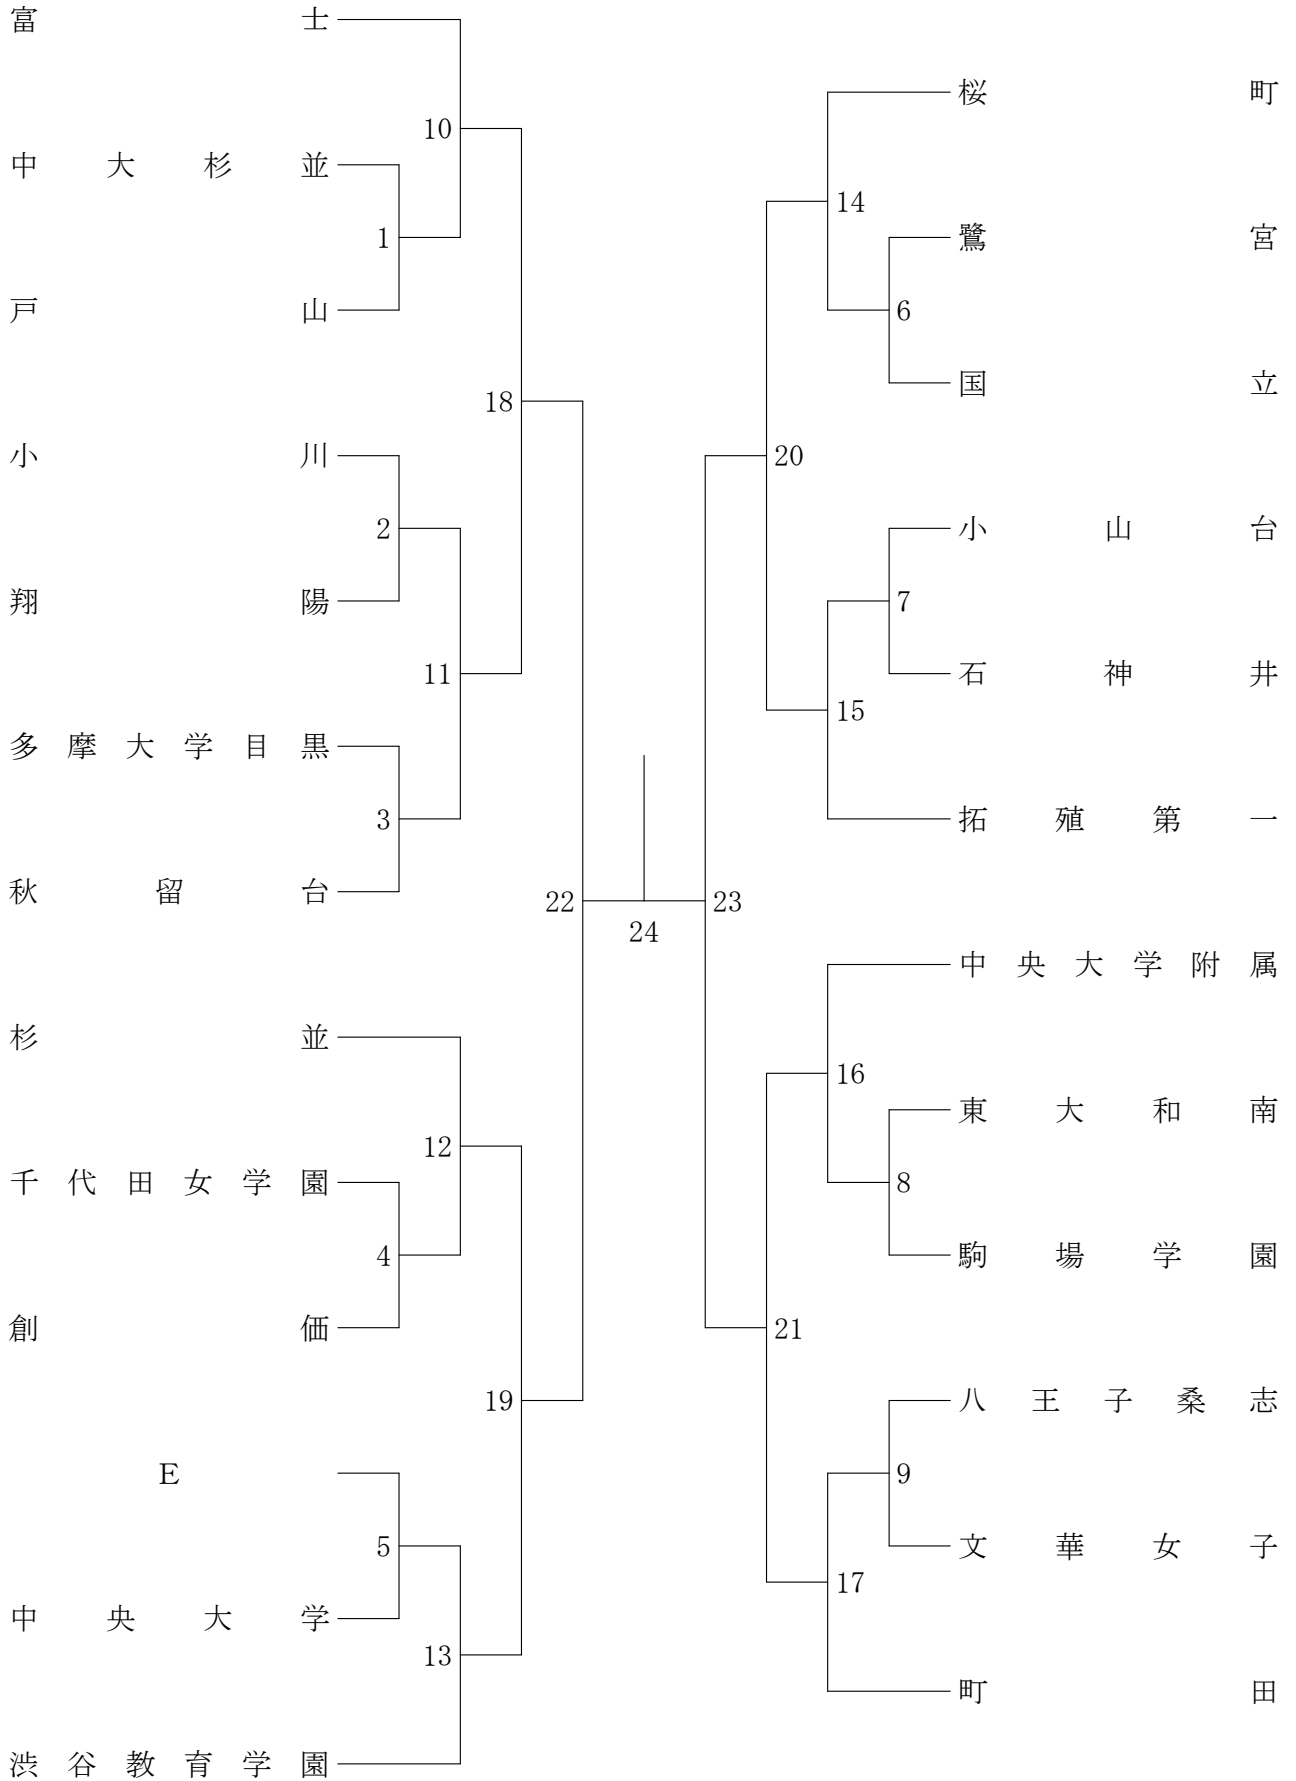 富士
10
中大杉並
1
戸山
18
小川
2
翔陽
11
多摩大学目黒
3
秋留台
22
杉並
12
千代田女学園
4
創価
19
E
5
中央大学
13
渋谷教育学園
24
桜町
14
鷺宮
6
国立
20
小山台
7
石神井
15
拓殖第一
23
中央大学附属
16
東大和南
8
駒場学園
21
八王子桑志
9
文華女子
17
町田